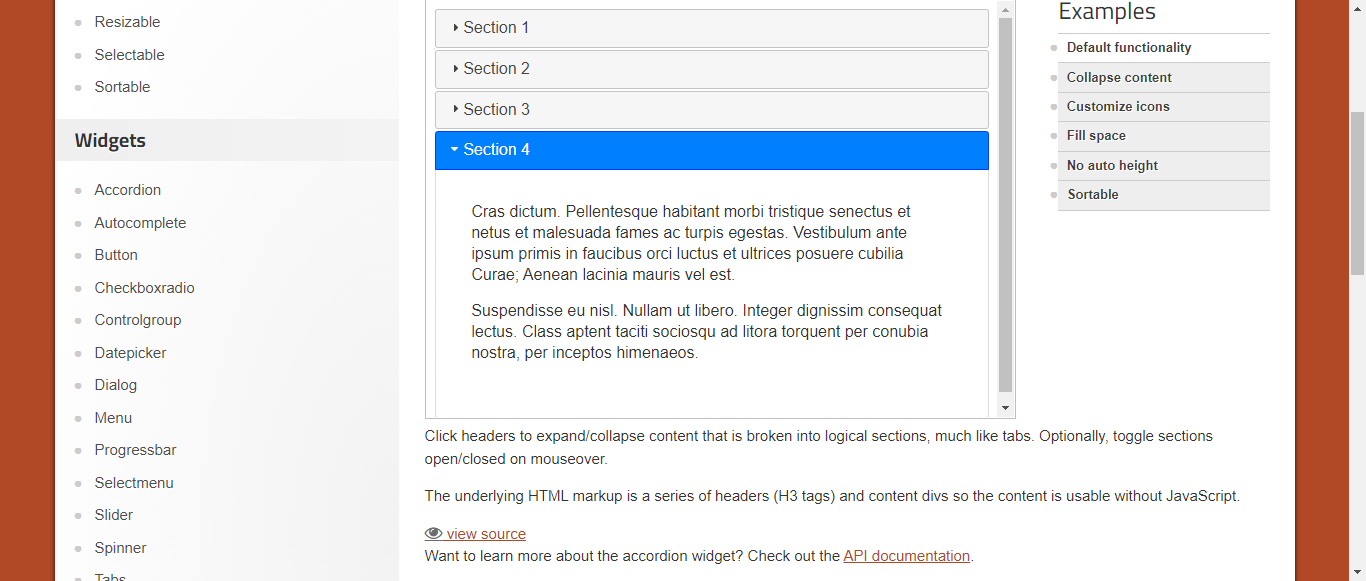 Resizable
Selectable
Sortable
Widgets
Accordion
Autocomplete
Button
Checkboxradio
Controlgroup
Datepicker
Dialog
Menu
Progressbar
Selectmenu
Slider
Spinner
Tabs
Section 1
Section 2
Section 3
Section 4
Cras dictum. Pellentesque habitant morbi tristique senectus et
netus et malesuada fames ac turpis egestas. Vestibulum ante
ipsum primis in faucibus orci luctus et ultrices posuere cubilia
Curae; Aenean lacinia mauris vel est.
Suspendisse eu nisl. Nullam ut libero. Integer dignissim consequat
lectus. Class aptent taciti sociosqu ad litora torquent per conubia
nostra, per inceptos himenaeos.
Click headers to expand/collapse content that is broken into logical sections, much like tabs. Optionally, toggle sections
open/closed on mouseover.
The underlying HTML markup is a series of headers (H3 tags) and content divs so the content is usable without JavaScript.
view source
Want to learn more about the accordion widget? Check out the API documentation.
Examples
Default functionality
Collapse content
Customize icons
Fill space
No auto height
Sortable